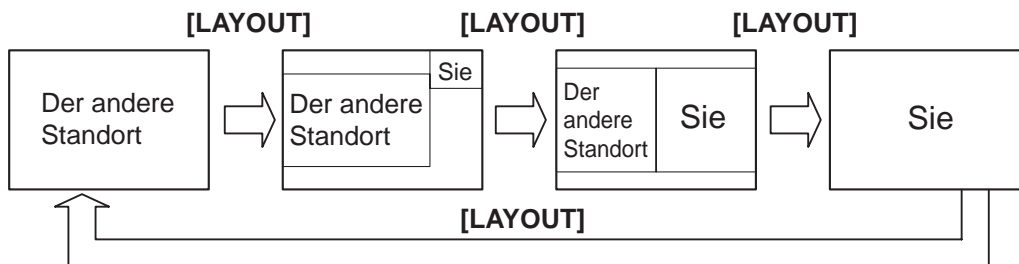 [LAYOUT] [LAYOUT] [LAYOUT]
Der andere
Standort
Sie
Der andere
Standort
Der
andere
Standort
Sie
Sie
[LAYOUT]